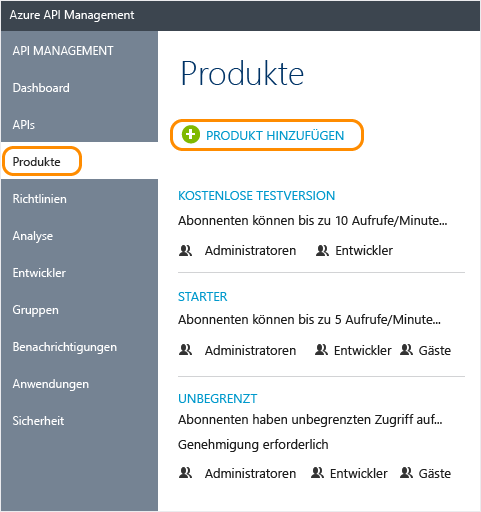 Azure API Management
API MANAGEMENT
Dashboard
APIs
Produkte
Richtlinien
Analyse
Entwickler
Gruppen
Benachrichtigungen
Anwendungen
Sicherheit
Produkte
PRODUKT HINZUFÜGEN
KOSTENLOSE TESTVERSION
Abonnenten können bis zu 10 Aufrufe/Minute...
Administratoren Entwickler
STARTER
Abonnenten können bis zu 5 Aufrufe/Minute...
Administratoren Entwickler Gäste
UNBEGRENZT
Abonnenten haben unbegrenzten Zugriff auf...
Genehmigung erforderlich
Administratoren Entwickler Gäste